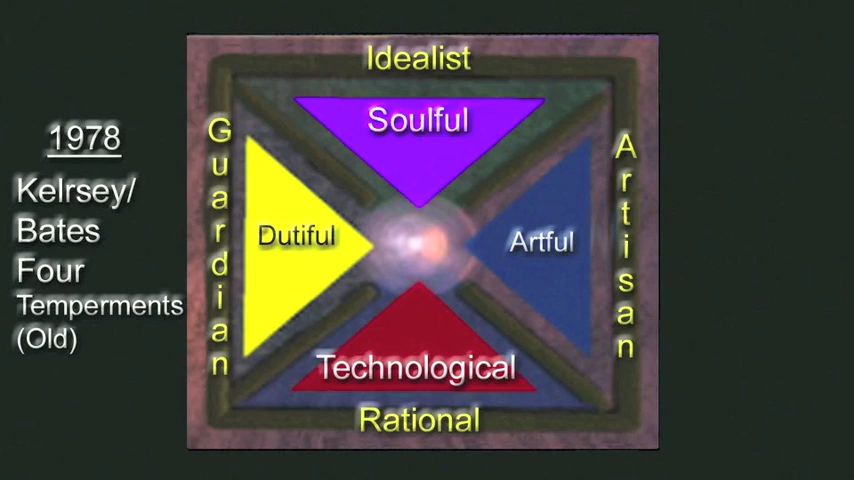 1978
Kelrsey/
Bates
Four
Temperments
(Old)
Idealist
Soulful
Guardian
Dutiful
Artful
Artisan
Technological
Rational